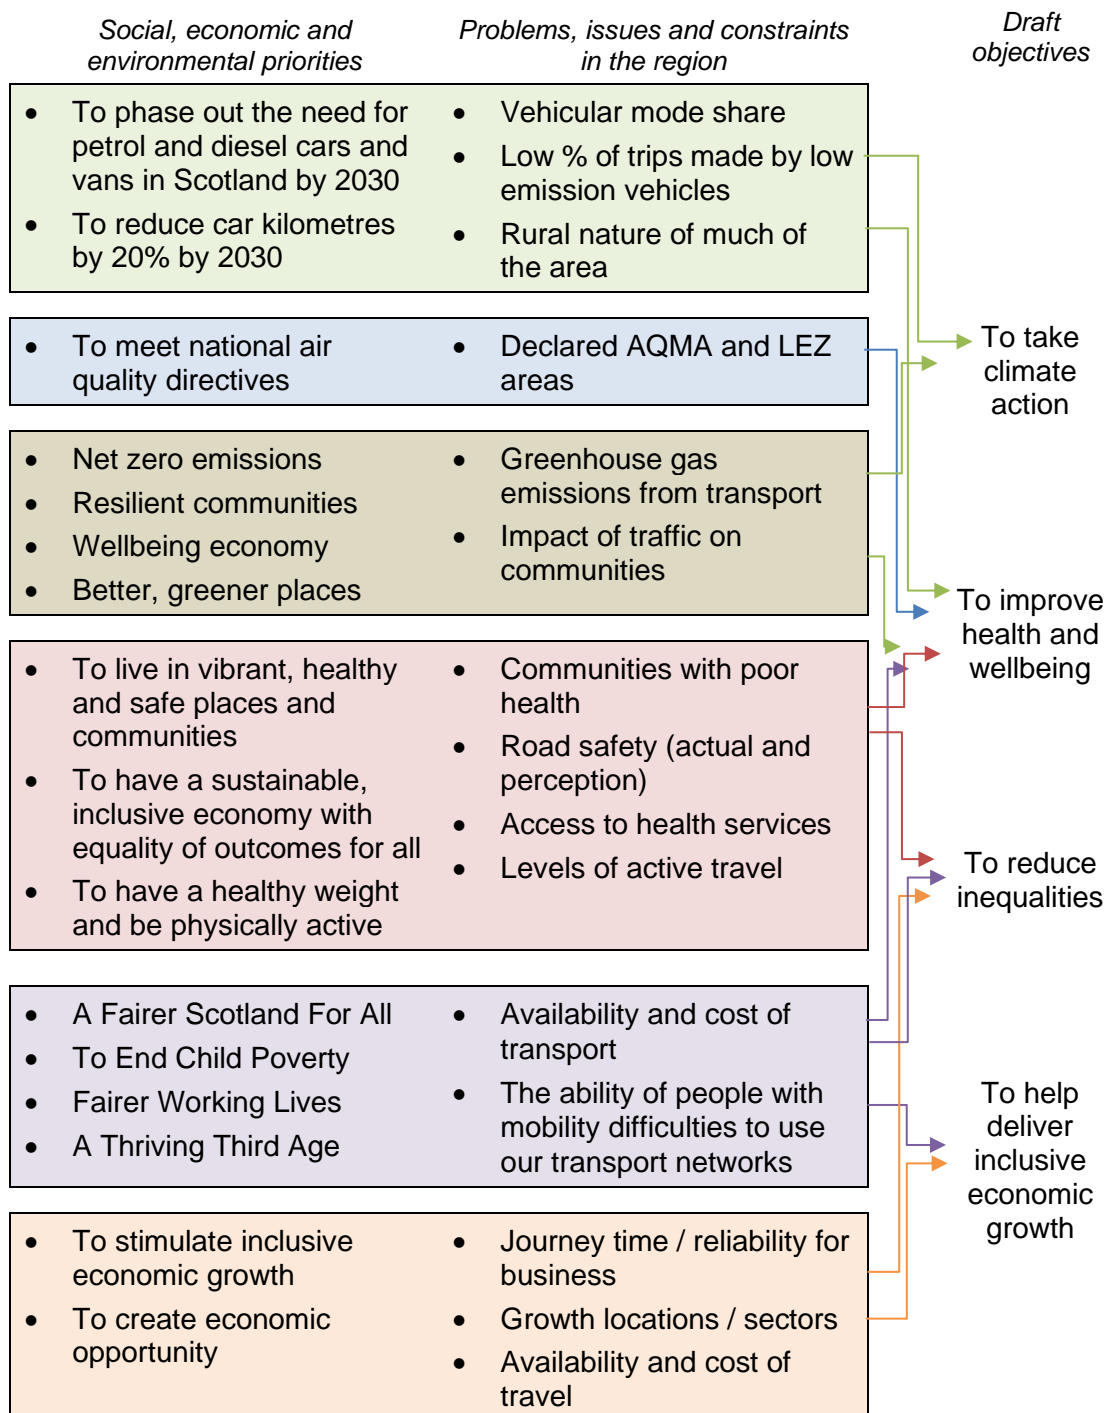 Social, economic and
environmental priorities
Problems, issues and constraints
in the region
Draft
objectives
• To phase out the need for
petrol and diesel cars and
vans in Scotland by 2030
• To reduce car kilometres
by 20% by 2030
• Vehicular mode share
• Low % of trips made by low
emission vehicles
• Rural nature of much of
the area
• To meet national air
quality directives
• Declared AQMA and LEZ
areas
• Net zero emissions
• Resilient communities
• Wellbeing economy
• Better, greener places
• Greenhouse gas
emissions from transport
• Impact of traffic on
communities
• To live in vibrant, healthy
and safe places and
communities
• To have a sustainable,
inclusive economy with
equality of outcomes for all
• To have a healthy weight
and be physically active
• Communities with poor
health
• Road safety (actual and
perception)
• Access to health services
• Levels of active travel
• A Fairer Scotland For All
• To End Child Poverty
• Fairer Working Lives
• A Thriving Third Age
• Availability and cost of
transport
• The ability of people with
mobility difficulties to use
our transport networks
• To stimulate inclusive
economic growth
• To create economic
opportunity
• Journey time / reliability for
business
• Growth locations / sectors
• Availability and cost of
travel
To take
climate
action
To improve
health and
wellbeing
To reduce
inequalities
To help
deliver
inclusive
economic
growth